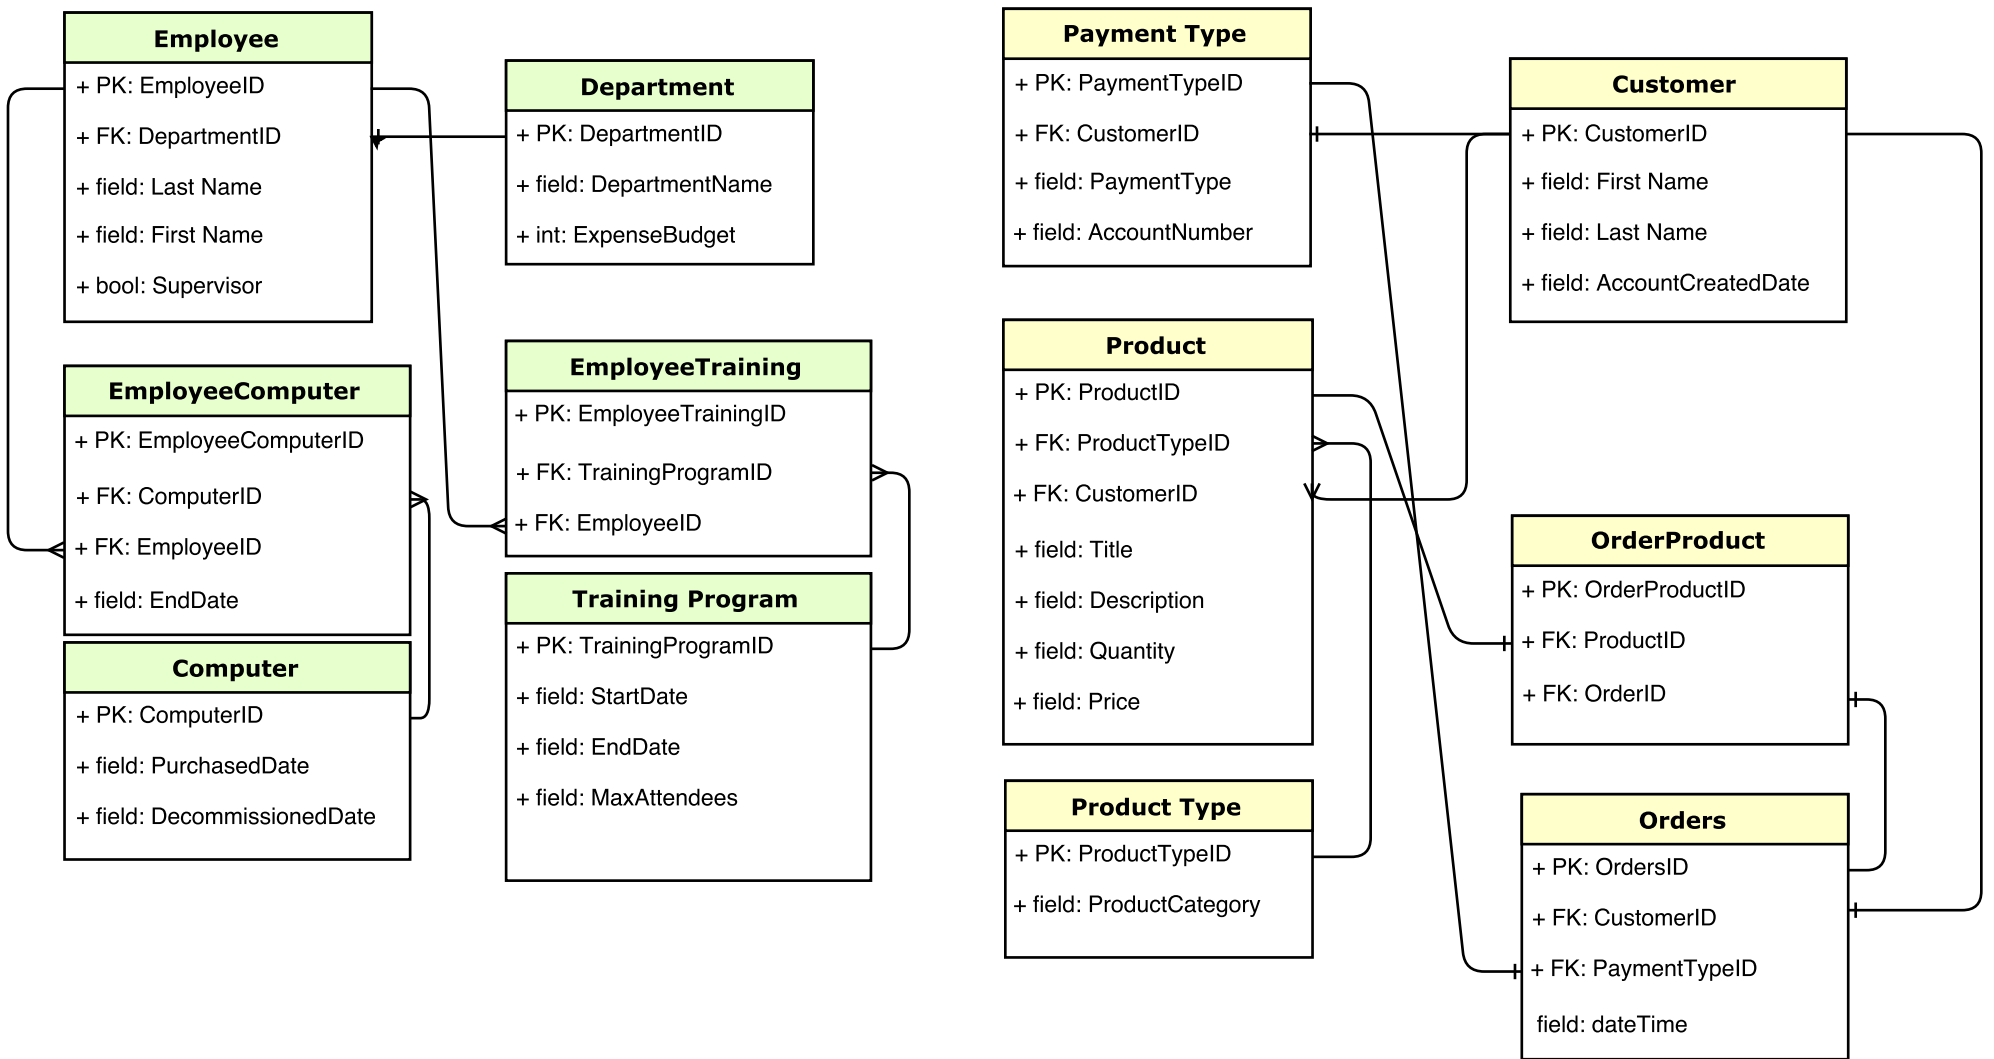 Employee
+ PK: EmployeeID
+ FK: DepartmentID
+ field: Last Name
+ field: First Name
+ bool: Supervisor
Department
+ PK: DepartmentID
+ field: DepartmentName
+ int: ExpenseBudget
EmployeeComputer
+ PK: EmployeeComputerID
+ FK: ComputerID
+ FK: EmployeeID
+ field: EndDate
Computer
+ PK: ComputerID
+ field: PurchasedDate
+ field: DecommissionedDate
EmployeeTraining
+ PK: EmployeeTrainingID
+ FK: TrainingProgramID
+ FK: EmployeeID
Training Program
+ PK: TrainingProgramID
+ field: StartDate
+ field: EndDate
+ field: MaxAttendees
Payment Type
+ PK: PaymentTypeID
+ FK: CustomerID
+ field: PaymentType
+ field: AccountNumber
Customer
+ PK: CustomerID
+ field: First Name
+ field: Last Name
+ field: AccountCreatedDate
Product
+ PK: ProductID
+ FK: ProductTypeID
+ FK: CustomerID
+ field: Title
+ field: Description
+ field: Quantity
+ field: Price
Product Type
+ PK: ProductTypeID
+ field: ProductCategory
OrderProduct
+ PK: OrderProductID
+ FK: ProductID
+ FK: OrderID
Orders
+ PK: OrdersID
+ FK: CustomerID
+ FK: PaymentTypeID
field: dateTime